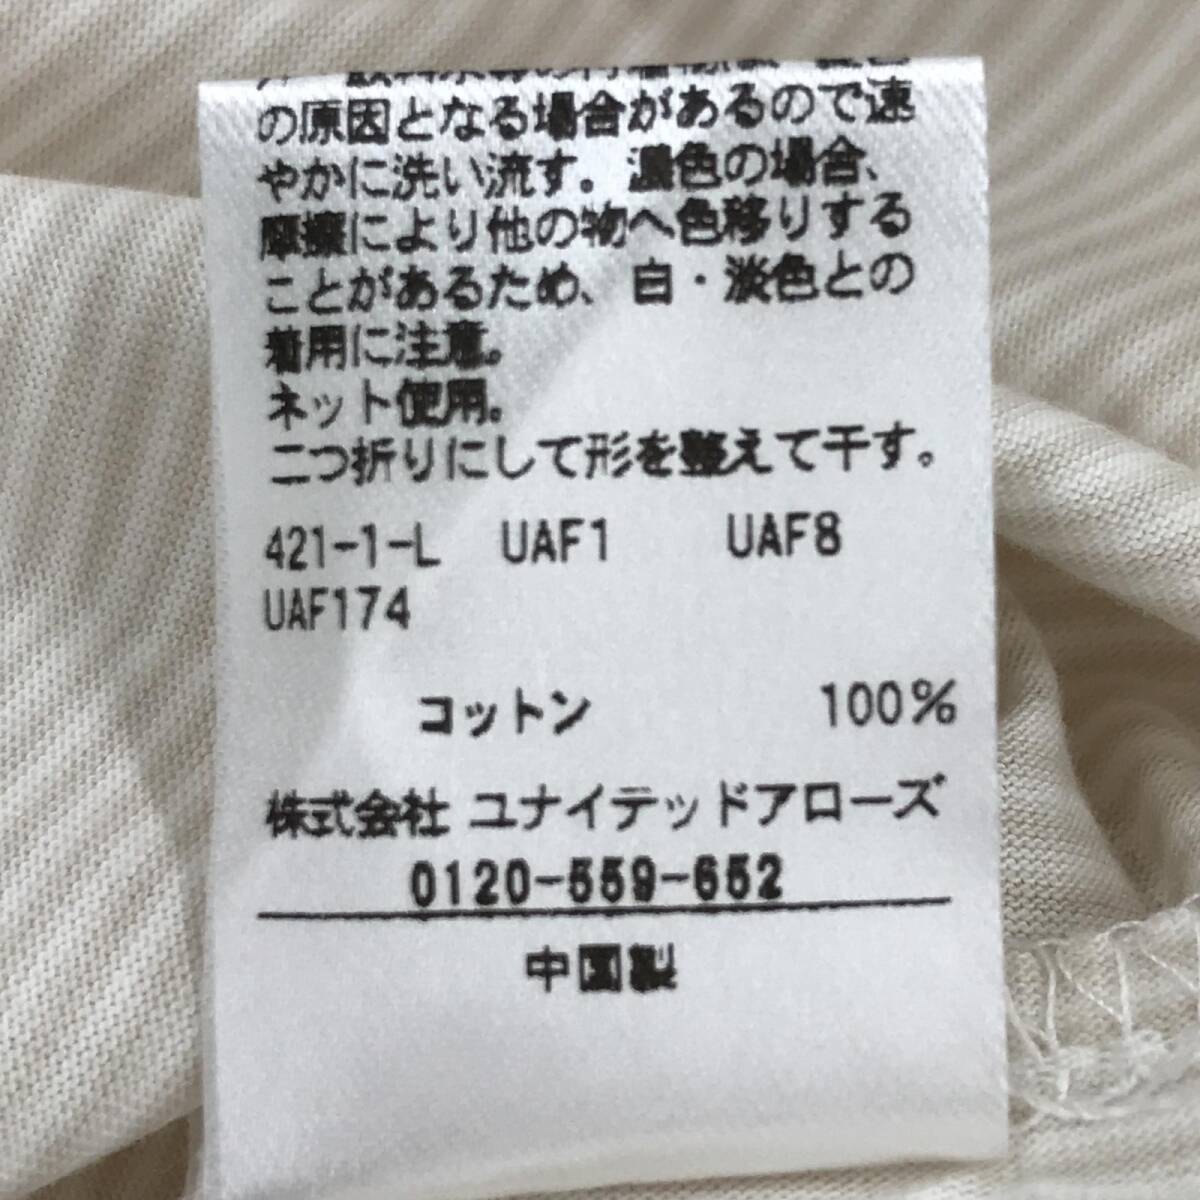 の原因となる場合があるので速
やかに洗い流す。濃色の場合、
摩擦により他の物へ色移りする
ことがあるため、白・淡色との
着用に注意。
ネット使用。
二つ折りにして形を整えて干す。
421-1-L UAF1 UAF8
UAF174
コットン 100%
株式会社 ユナイテッドアローズ
0120-559-652
中国製